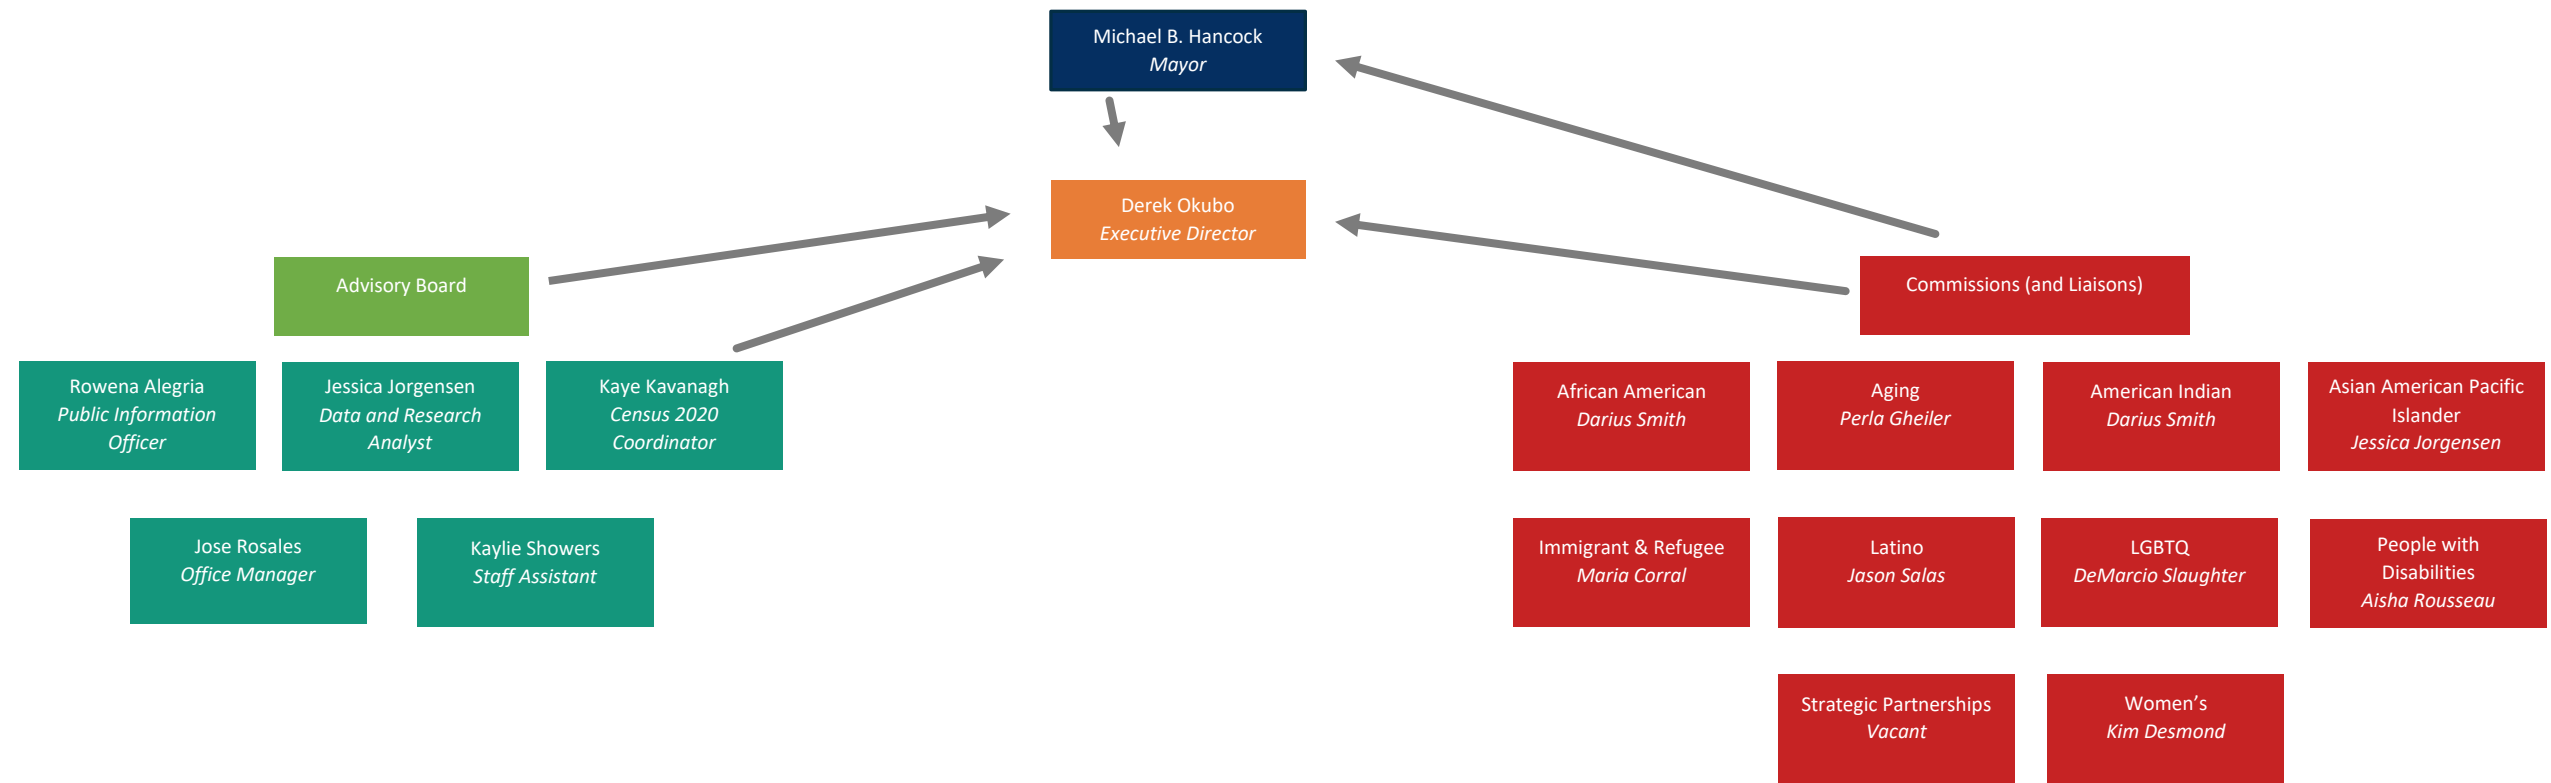 Michael B. Hancock
Mayor
Derek Okubo
Executive Director
Advisory Board
Commissions (and Liaisons)
Rowena Alegria
Public Information
Officer
Jessica Jorgensen
Data and Research
Analyst
Kaye Kavanagh
Census 2020
Coordinator
African American
Darius Smith
Aging
Perla Gheiler
American Indian
Darius Smith
Asian American Pacific
Islander
Jessica Jorgensen
Jose Rosales
Office Manager
Kaylie Showers
Staff Assistant
Immigrant & Refugee
Maria Corral
Latino
Jason Salas
LGBTQ
DeMarcio Slaughter
People with
Disabilities
Aisha Rousseau
Strategic Partnerships
Vacant
Women’s
Kim Desmond